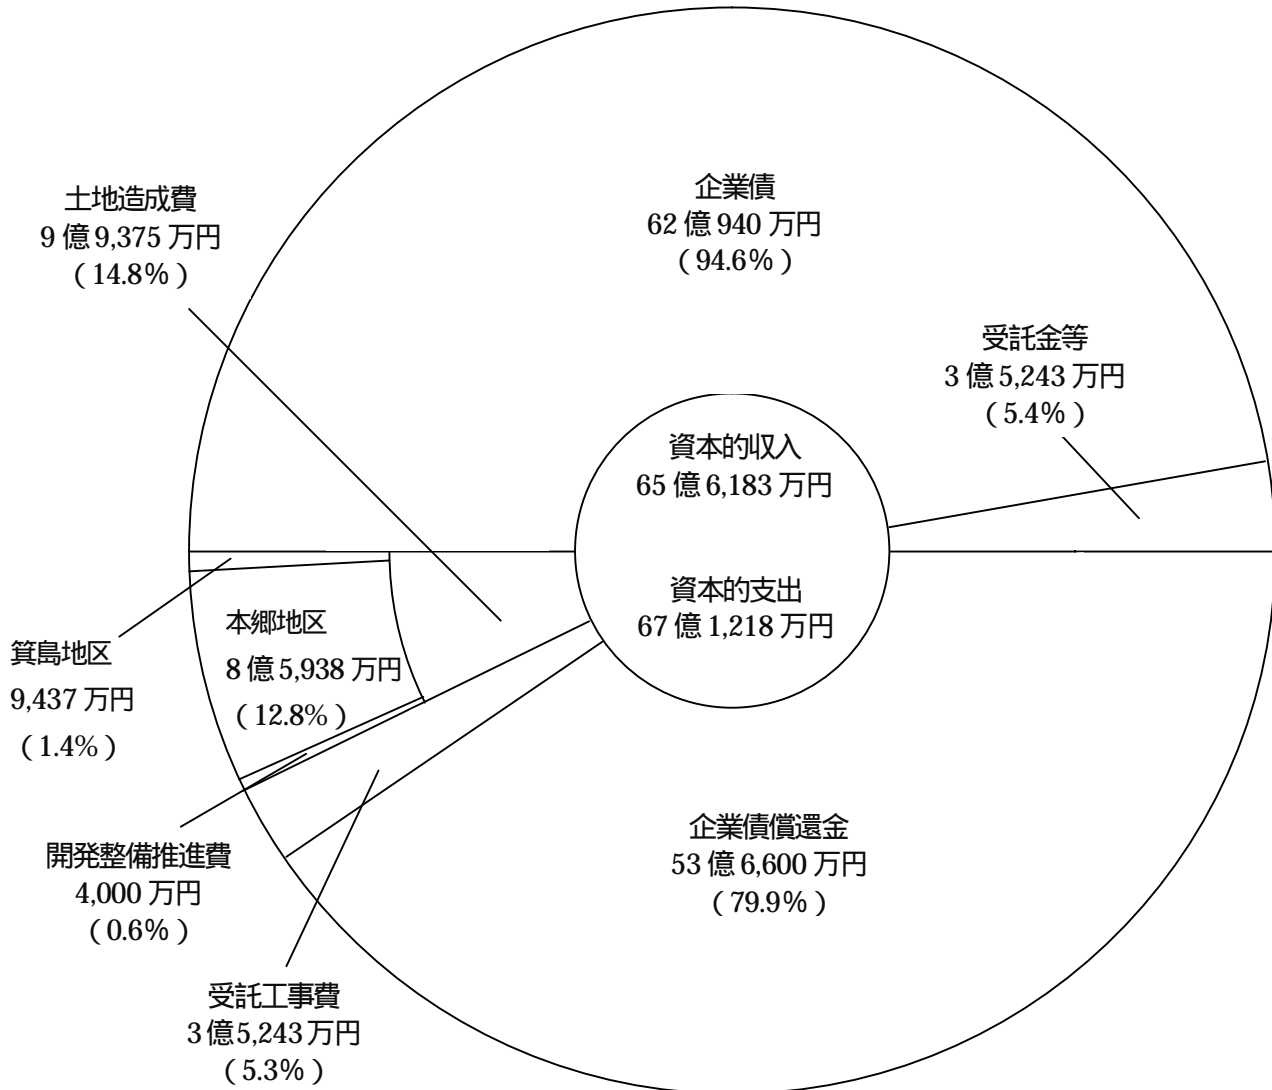 企業債
62 億 940 万円
（94.6%）
土地造成費
9 億 9,375 万円
（14.8%）
受託金等
3 億 5,243 万円
（5.4%）
資本的収入
65 億 6,183 万円
資本的支出
67 億 1,218 万円
本郷地区
8 億 5,938 万円
（12.8%）
箕島地区
9,437 万円
（1.4%）
開発整備推進費
4,000 万円
（0.6%）
企業債償還金
53 億 6,600 万円
（79.9%）
受託工事費
3 億 5,243 万円
（5.3%）